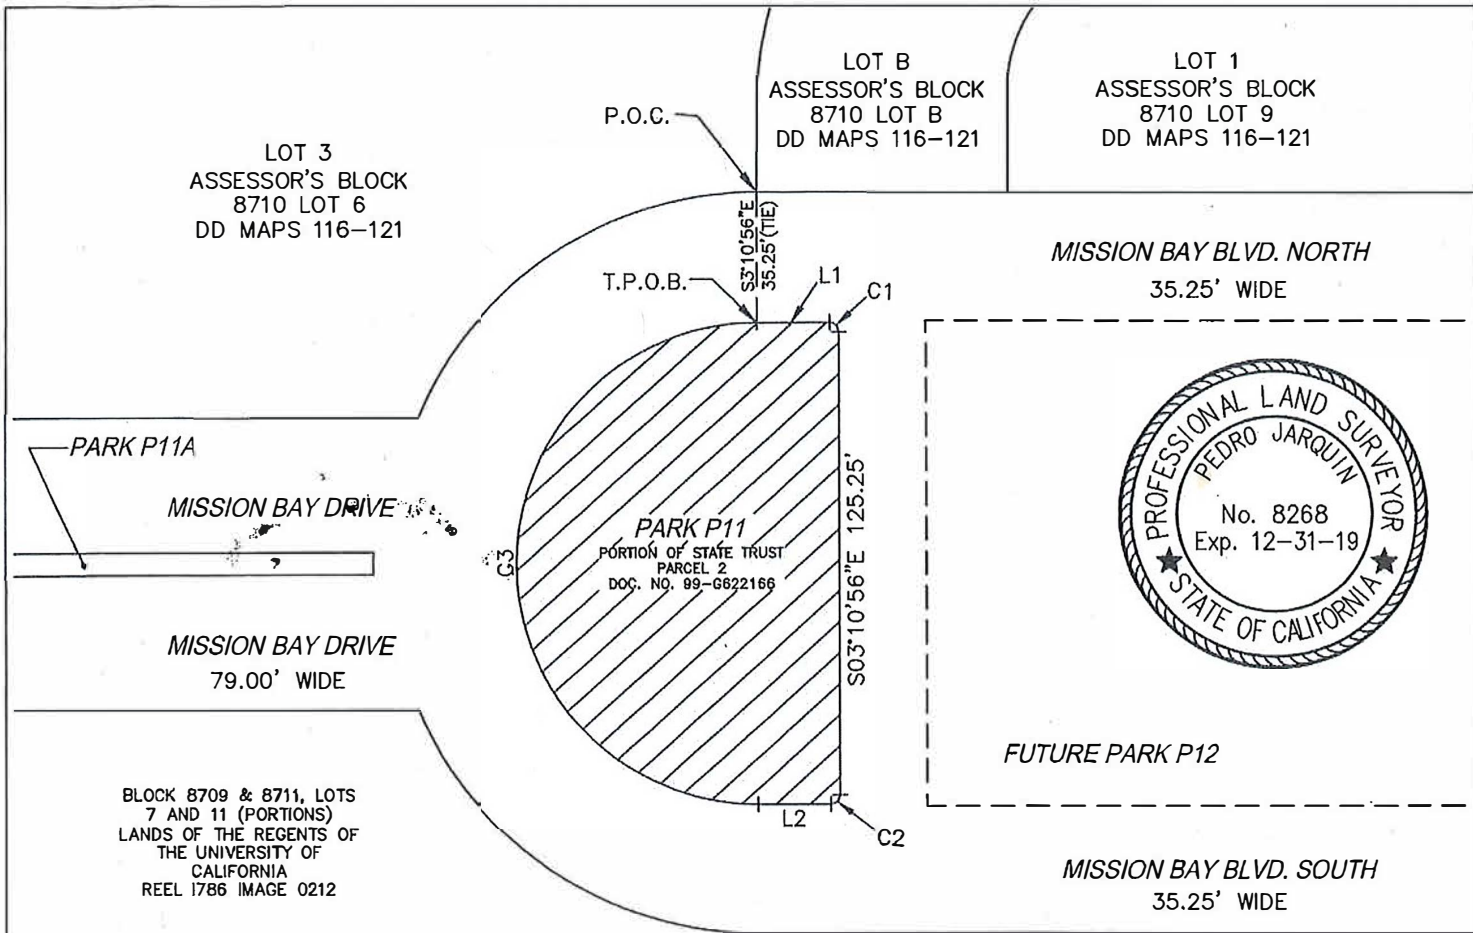 LOT 3
ASSESSOR'S BLOCK
8710 LOT 6
DD MAPS 116-121
P.O.C.
LOT B
ASSESSOR'S BLOCK
8710 LOT B
DD MAPS 116-121
LOT 1
ASSESSOR'S BLOCK
8710 LOT 9
DD MAPS 116-121
S3°10'56"E
35.25'(TIE)
T.P.O.B.
L1
C1
MISSION BAY BLVD. NORTH
35.25' WIDE
PARK P11A
MISSION BAY DRIVE
C3
PARK P11
PORTION OF STATE TRUST
PARCEL 2
DOC. NO. 99-G622166
S03°10'56"E 125.25'
PROFESSIONAL LAND SURVEYOR
PEDRO JARQUIN
No. 8268
Exp. 12-31-19
STATE OF CALIFORNIA
MISSION BAY DRIVE
79.00' WIDE
FUTURE PARK P12
BLOCK 8709 & 8711, LOTS
7 AND 11 (PORTIONS)
LANDS OF THE REGENTS OF
THE UNIVERSITY OF
CALIFORNIA
REEL I786 IMAGE 0212
L2
C2
MISSION BAY BLVD. SOUTH
35.25' WIDE